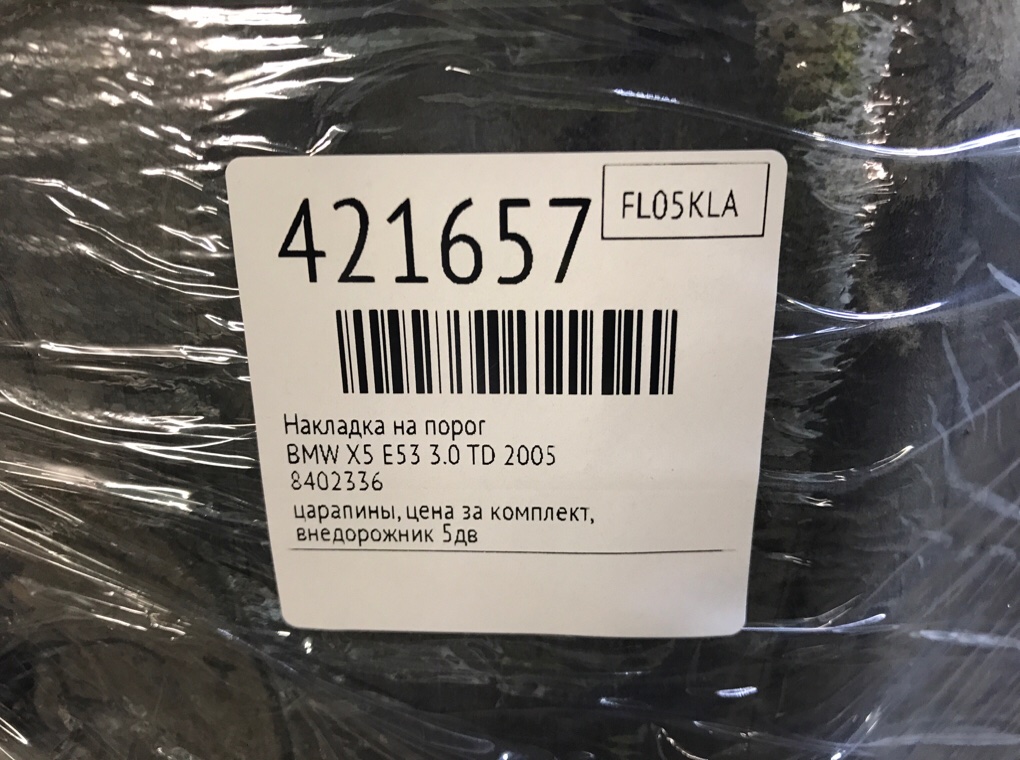 421657
FL05KLA
Накладка на порог
BMW X5 E53 3.0 TD 2005
8402336
царапины, цена за комплект,
внедорожник 5дв